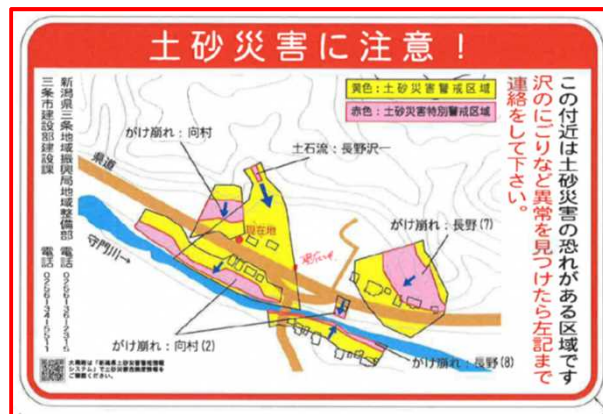 土砂災害に注意！
この付近は土砂災害の恐れがある区域です
沢のにごりなど異常を見つけたら左記まで
連絡をして下さい。
黄色：土砂災害警戒区域
赤色：土砂災害特別警戒区域
がけ崩れ：向村
土石流：長野沢一
県道
現在地
がけ崩れ：長野(7)
守門川→
がけ崩れ：向村(2)
がけ崩れ：長野(8)
新潟県三条地域振興局地域整備部
三条市建設部建設課
電話
電話